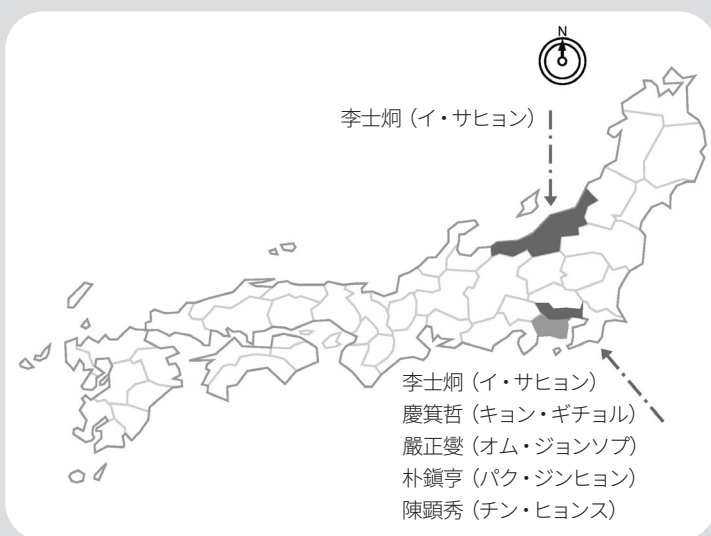 N
李士炯（イ・サヒョン）
李士炯（イ・サヒョン）
慶箕哲（キョン・ギチョル）
嚴正燮（オム・ジョンソプ）
朴鎭亨（パク・ジンヒョン）
陳顕秀（チン・ヒョンス）